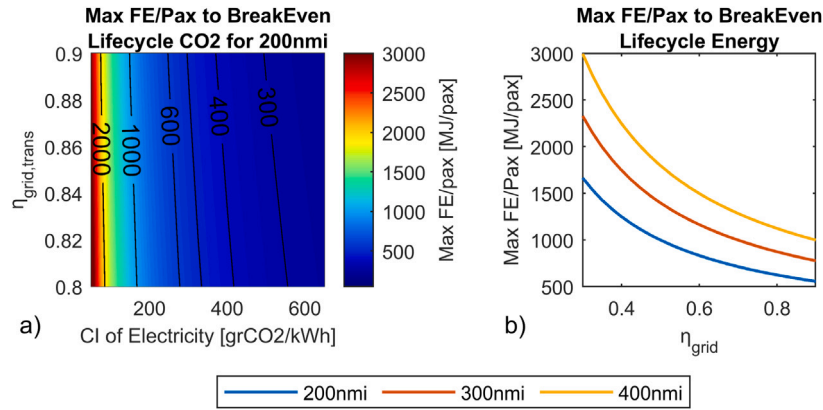 Max FE/Pax to BreakEven
Lifecycle CO2 for 200nmi
0.9
0.88
0.86
0.84
0.82
0.8
η grid,trans
2000
1000
600
400
300
200
400
600
CI of Electricity [grCO2/kWh]
a)
3000
2500
2000
1500
1000
500
Max FE/pax [MJ/pax]
Max FE/Pax to BreakEven
Lifecycle Energy
3000
2500
2000
1500
1000
500
Max FE/Pax [MJ/pax]
0.4
0.6
0.8
η grid
b)
200nmi
300nmi
400nmi